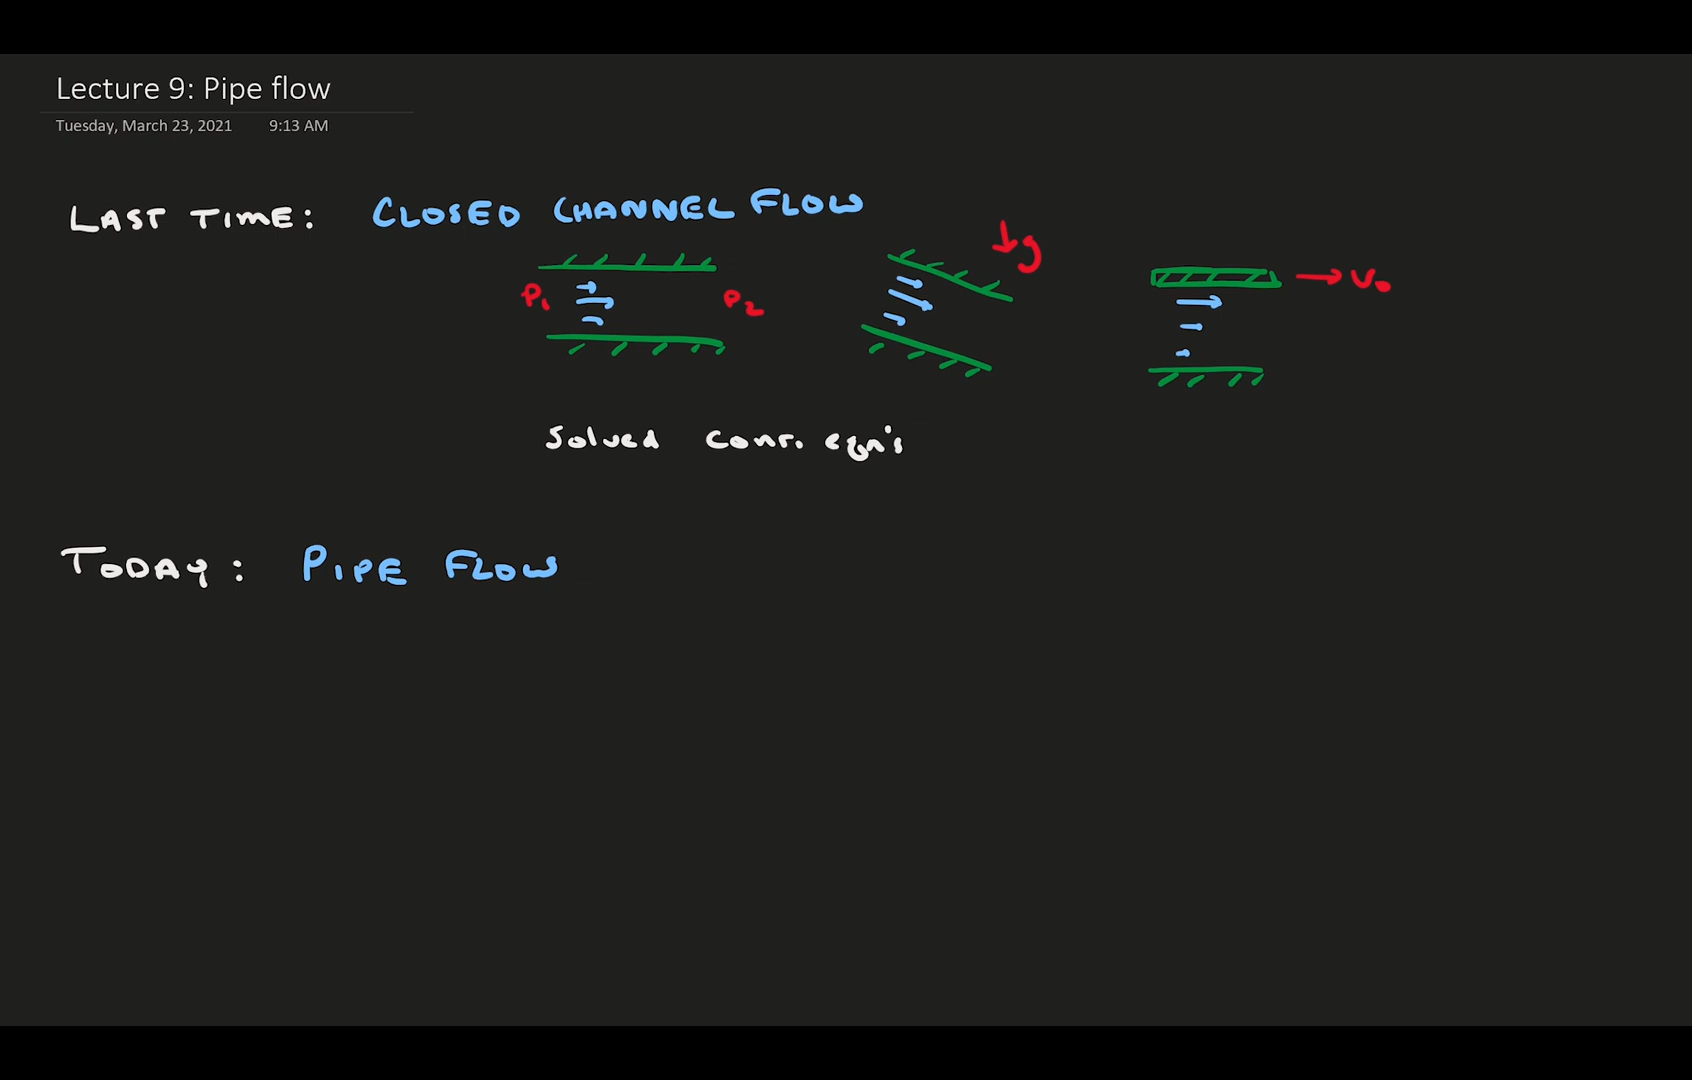 Lecture 9: Pipe flow
Tuesday, March 23, 2021 9:13 AM
LAST TIME: CLOSED CHANNEL FLOW
P1 P2 g V0
Solved cons. eqn's
TODAY: PIPE FLOW